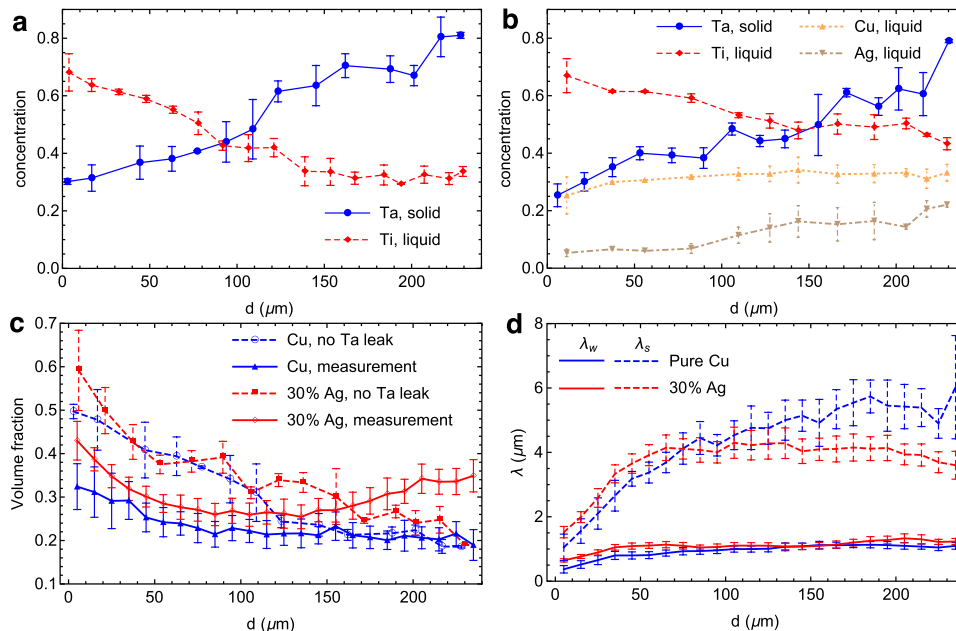 a
concentration
0.8
0.6
0.4
0.2
0.0
Ta, solid
Ti, liquid
0 50 100 150 200
d (µm)
b
concentration
0.8
0.6
0.4
0.2
0.0
Ta, solid
Cu, liquid
Ti, liquid
Ag, liquid
0 50 100 150 200
d (µm)
c
Volume fraction
0.7
0.6
0.5
0.4
0.3
0.2
0.1
Cu, no Ta leak
Cu, measurement
30% Ag, no Ta leak
30% Ag, measurement
0 50 100 150 200
d (µm)
d
λ (µm)
8
6
4
2
0
λw λs
Pure Cu
30% Ag
0 50 100 150 200
d (µm)